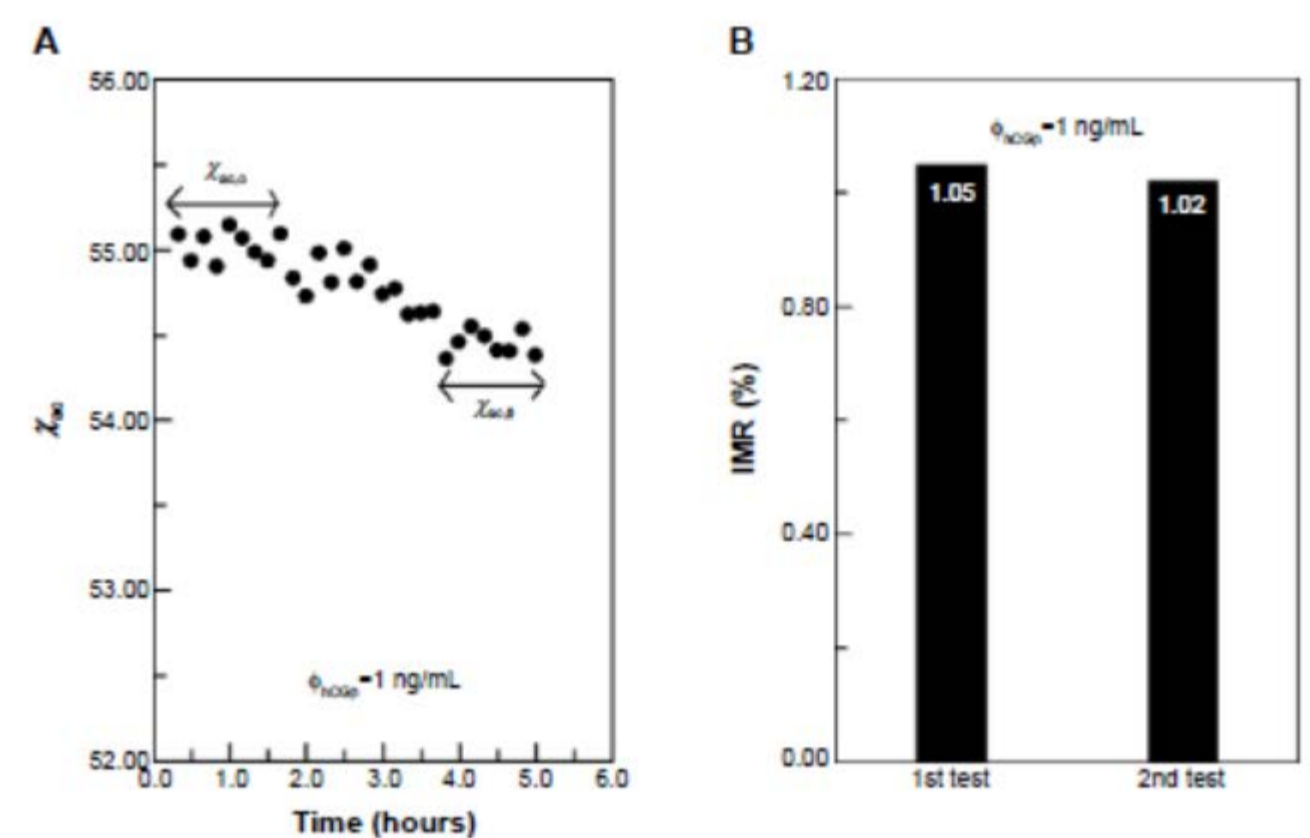 A
56.00
55.00
54.00
53.00
52.00
χac
χac,0
χac,B
ϕhCGβ=1 ng/mL
0.0 1.0 2.0 3.0 4.0 5.0 6.0
Time (hours)
B
1.20
0.80
0.40
0.00
IMR (%)
ϕhCGβ=1 ng/mL
1.05
1.02
1st test 2nd test